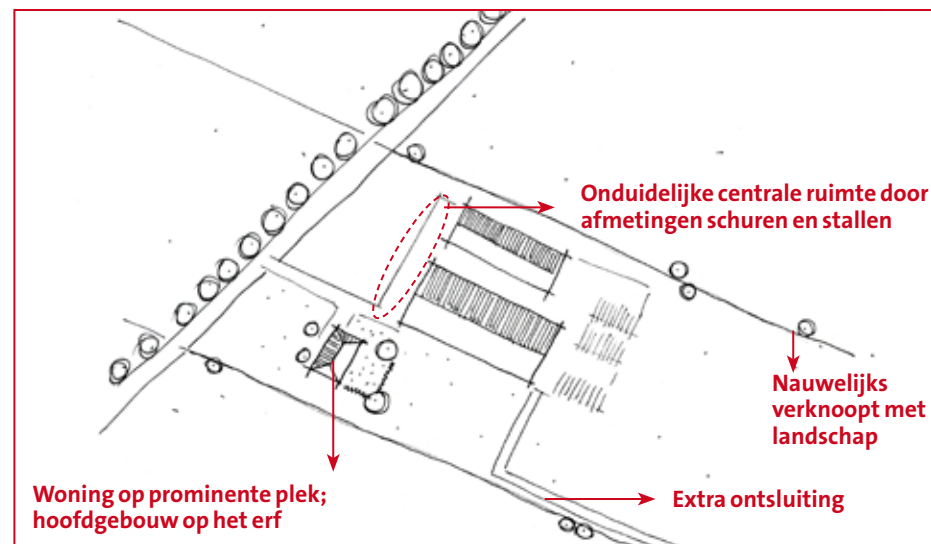 Onduidelijke centrale ruimte door
afmetingen schuren en stallen
Nauwelijks
verknoopt met
landschap
Woning op prominente plek;
hoofdgebouw op het erf
Extra ontsluiting